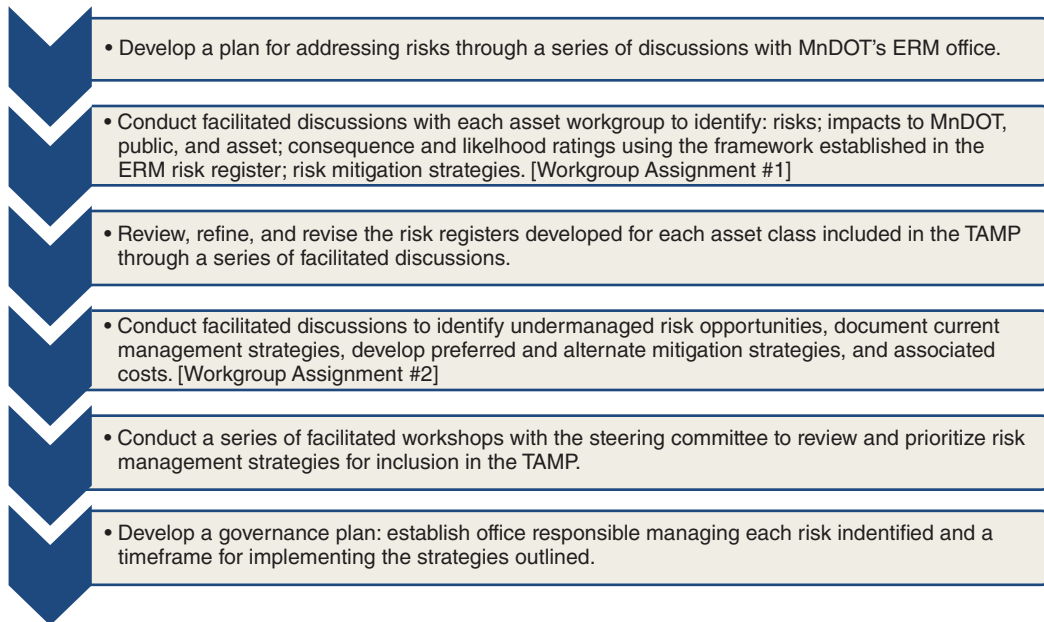 • Develop a plan for addressing risks through a series of discussions with MnDOT's ERM office.
• Conduct facilitated discussions with each asset workgroup to identify: risks; impacts to MnDOT,
public, and asset; consequence and likelhood ratings using the framework established in the
ERM risk register; risk mitigation strategies. [Workgroup Assignment #1]
• Review, refine, and revise the risk registers developed for each asset class included in the TAMP
through a series of facilitated discussions.
• Conduct facilitated discussions to identify undermanaged risk opportunities, document current
management strategies, develop preferred and alternate mitigation strategies, and associated
costs. [Workgroup Assignment #2]
• Conduct a series of facilitated workshops with the steering committee to review and prioritize risk
management strategies for inclusion in the TAMP.
• Develop a governance plan: establish office responsible managing each risk indentified and a
timeframe for implementing the strategies outlined.